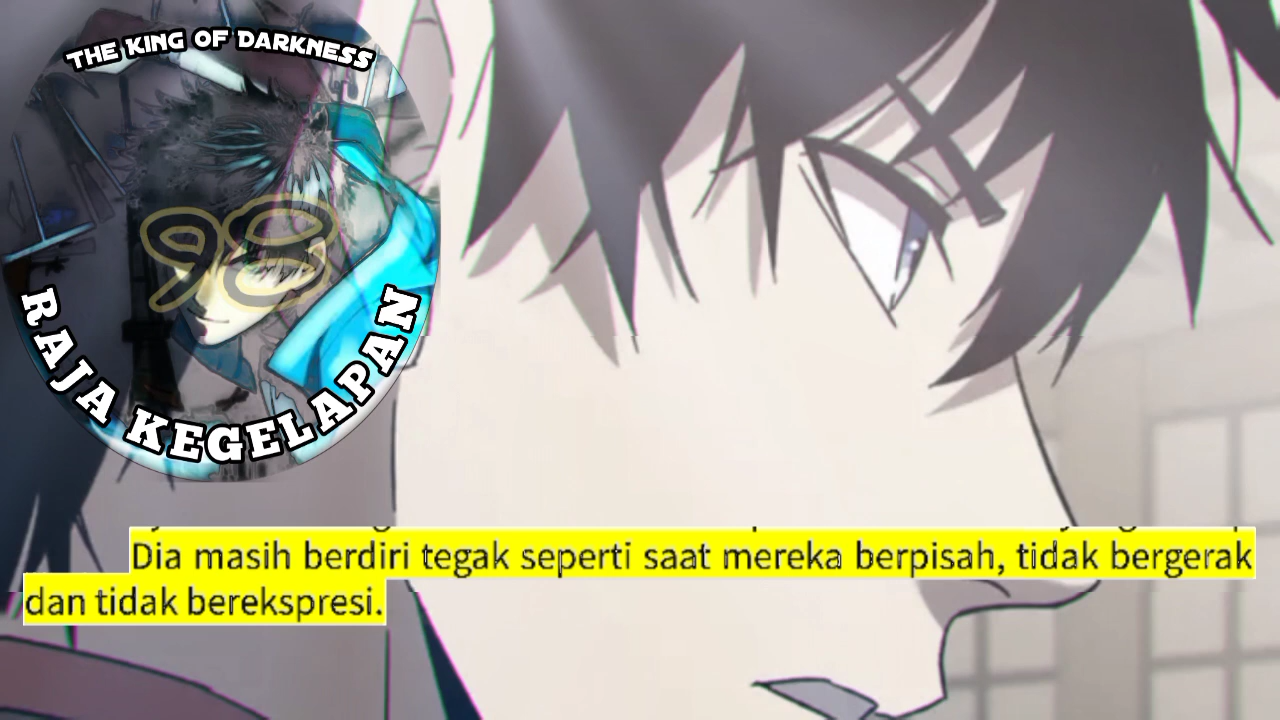 THE KING OF DARKNESS
98
RAJA KEGELAPAN
Dia masih berdiri tegak seperti saat mereka berpisah, tidak bergerak
dan tidak berekspresi.